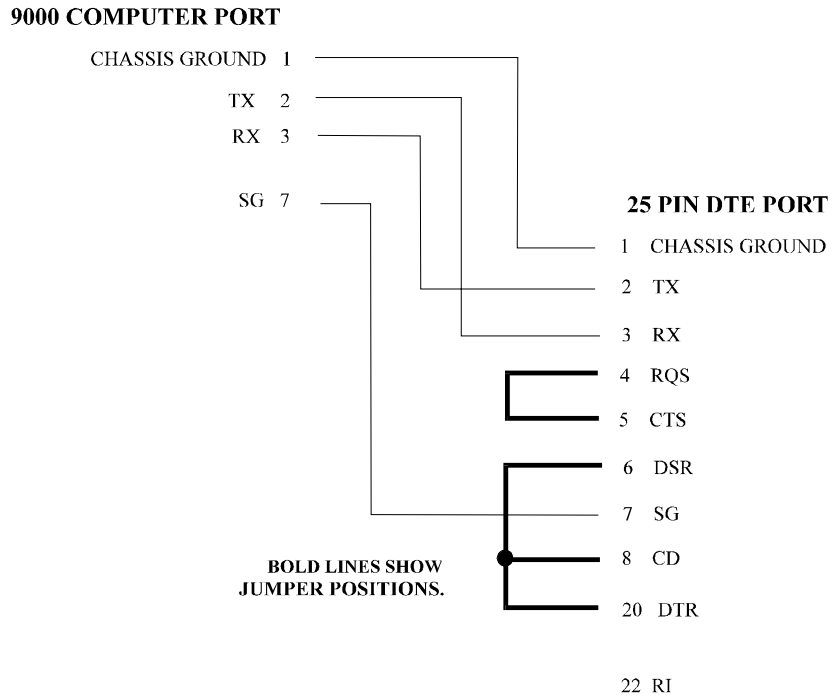 9000 COMPUTER PORT
CHASSIS GROUND 1
TX 2
RX 3
SG 7
25 PIN DTE PORT
1 CHASSIS GROUND
2 TX
3 RX
4 RQS
5 CTS
6 DSR
7 SG
8 CD
20 DTR
22 RI
BOLD LINES SHOW
JUMPER POSITIONS.